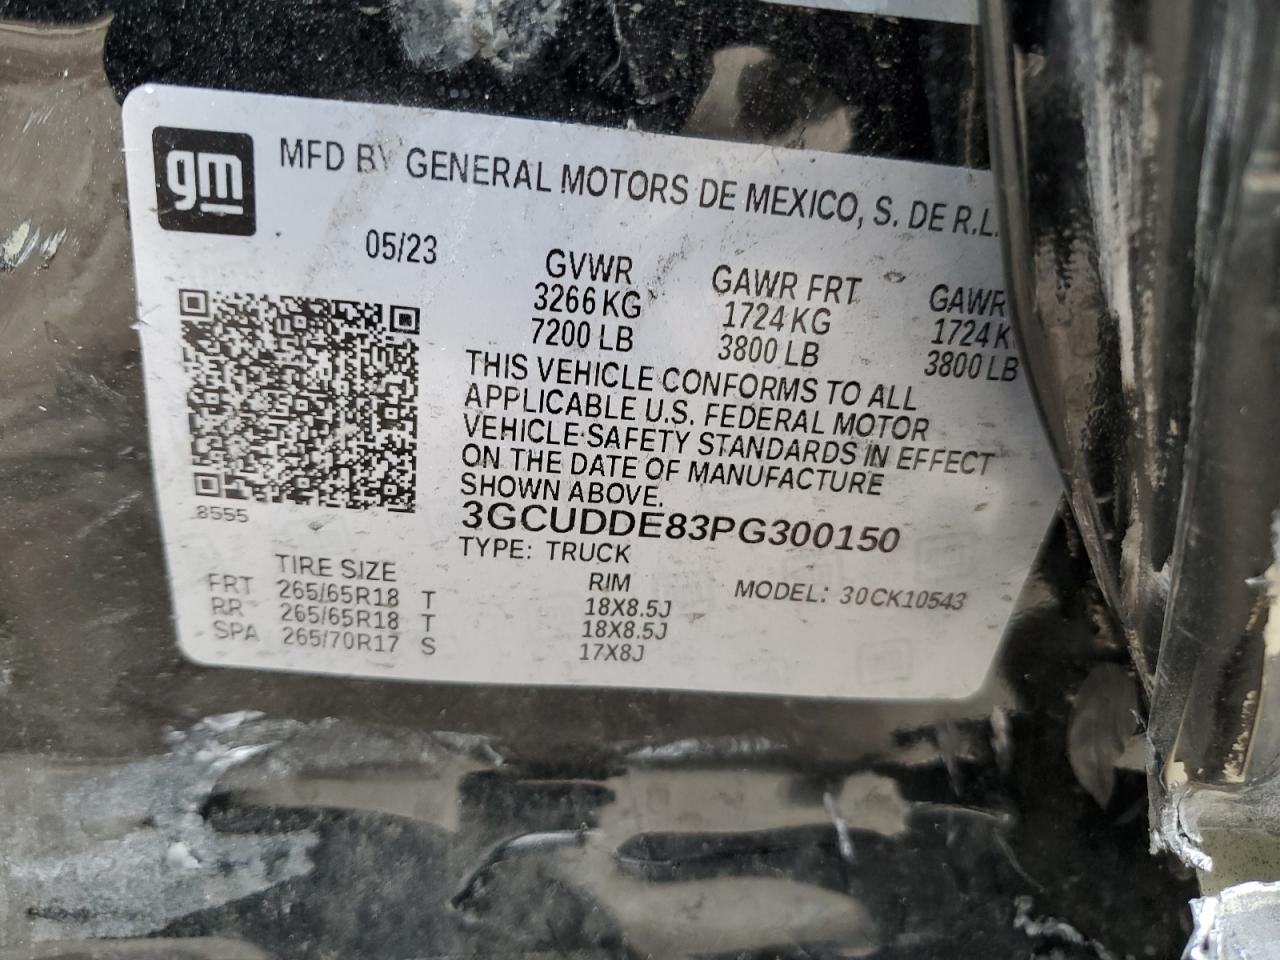 gm
MFD BY GENERAL MOTORS DE MEXICO, S. DE R.L.
05/23
GVWR GAWR FRT GAWR
3266 KG 1724 KG 1724 K
7200 LB 3800 LB 3800 LB
THIS VEHICLE CONFORMS TO ALL
APPLICABLE U.S. FEDERAL MOTOR
VEHICLE SAFETY STANDARDS IN EFFECT
ON THE DATE OF MANUFACTURE
SHOWN ABOVE.
8555
3GCUDDE83PG300150
TYPE: TRUCK
TIRE SIZE RIM MODEL: 30CK10543
FRT 265/65R18 T 18X8.5J
RR 265/65R18 T 18X8.5J
SPA 265/70R17 S 17X8J